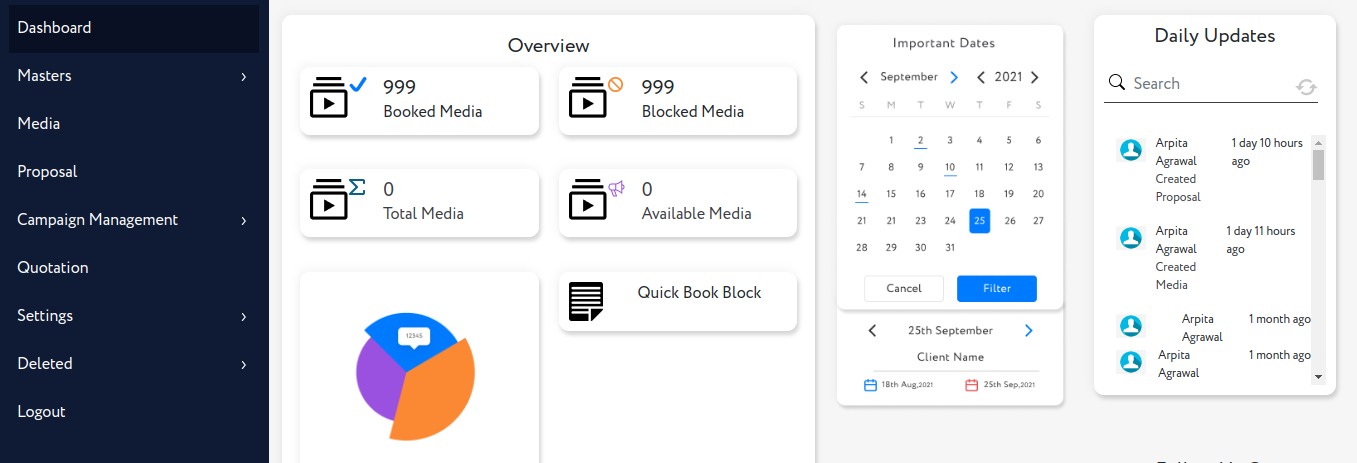 Dashboard
Masters
Media
Proposal
Campaign Management
Quotation
Settings
Deleted
Logout
Overview
999
Booked Media
999
Blocked Media
0
Total Media
0
Available Media
12345
Quick Book Block
Important Dates
September 2021
S M T W T F S
1 2 3 4 5 6
7 8 9 10 11 12 13
14 15 16 17 18 19 20
21 21 23 24 25 26 27
28 29 30 31
Cancel Filter
25th September
Client Name
18th Aug,2021 25th Sep,2021
Daily Updates
Search
Arpita 1 day 10 hours
Agrawal ago
Created
Proposal
Arpita 1 day 11 hours
Agrawal ago
Created
Media
Arpita 1 month ago
Agrawal
Arpita 1 month ago
Agrawal